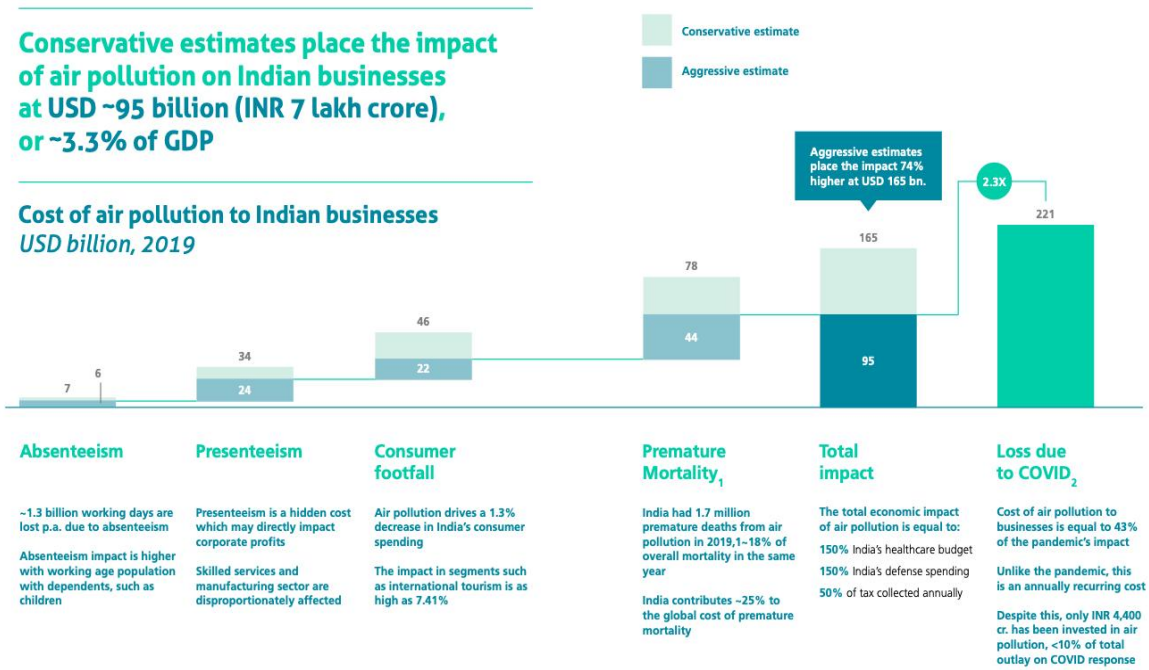 Conservative estimates place the impact
of air pollution on Indian businesses
at USD ~95 billion (INR 7 lakh crore),
or ~3.3% of GDP
Cost of air pollution to Indian businesses
USD billion, 2019
Conservative estimate
Aggressive estimate
Aggressive estimates
place the impact 74%
higher at USD 165 bn.
2.3X
7
6
34
24
46
22
78
44
165
95
221
Absenteeism
~1.3 billion working days are
lost p.a. due to absenteeism
Absenteeism impact is higher
with working age population
with dependents, such as
children
Presenteeism
Presenteeism is a hidden cost
which may directly impact
corporate profits
Skilled services and
manufacturing sector are
disproportionately affected
Consumer
footfall
Air pollution drives a 1.3%
decrease in India's consumer
spending
The impact in segments such
as international tourism is as
high as 7.41%
Premature
Mortality1
India had 1.7 million
premature deaths from air
pollution in 2019,1~18% of
overall mortality in the same
year
India contributes ~25% to
the global cost of premature
mortality
Total
impact
The total economic impact
of air pollution is equal to:
150% India's healthcare budget
150% India's defense spending
50% of tax collected annually
Loss due
to COVID2
Cost of air pollution to
businesses is equal to 43%
of the pandemic's impact
Unlike the pandemic, this
is an annually recurring cost
Despite this, only INR 4,400
cr. has been invested in air
pollution, <10% of total
outlay on COVID response